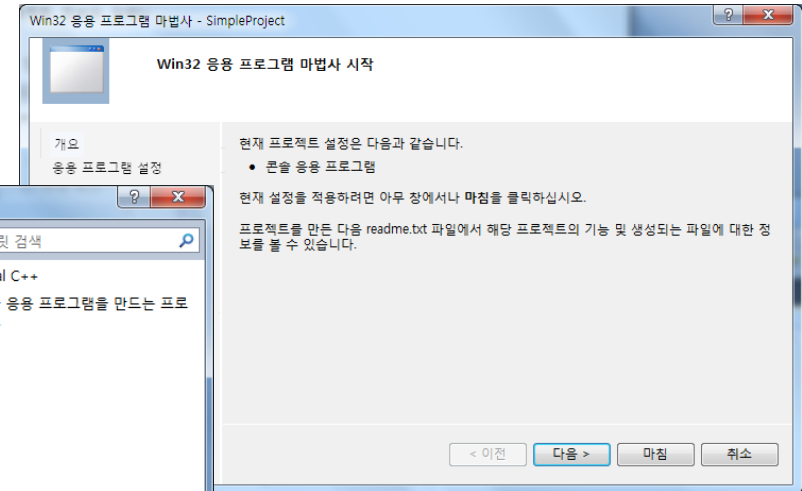 Win32 응용 프로그램 마법사 - SimpleProject
Win32 응용 프로그램 마법사 시작
개요
응용 프로그램 설정
현재 프로젝트 설정은 다음과 같습니다.
• 콘솔 응용 프로그램
현재 설정을 적용하려면 아무 창에서나 마침을 클릭하십시오.
프로젝트를 만든 다음 readme.txt 파일에서 해당 프로젝트의 기능 및 생성되는 파일에 대한 정
보를 볼 수 있습니다.
검색
C++
응용 프로그램을 만드는 프로
< 이전
다음 >
마침
취소